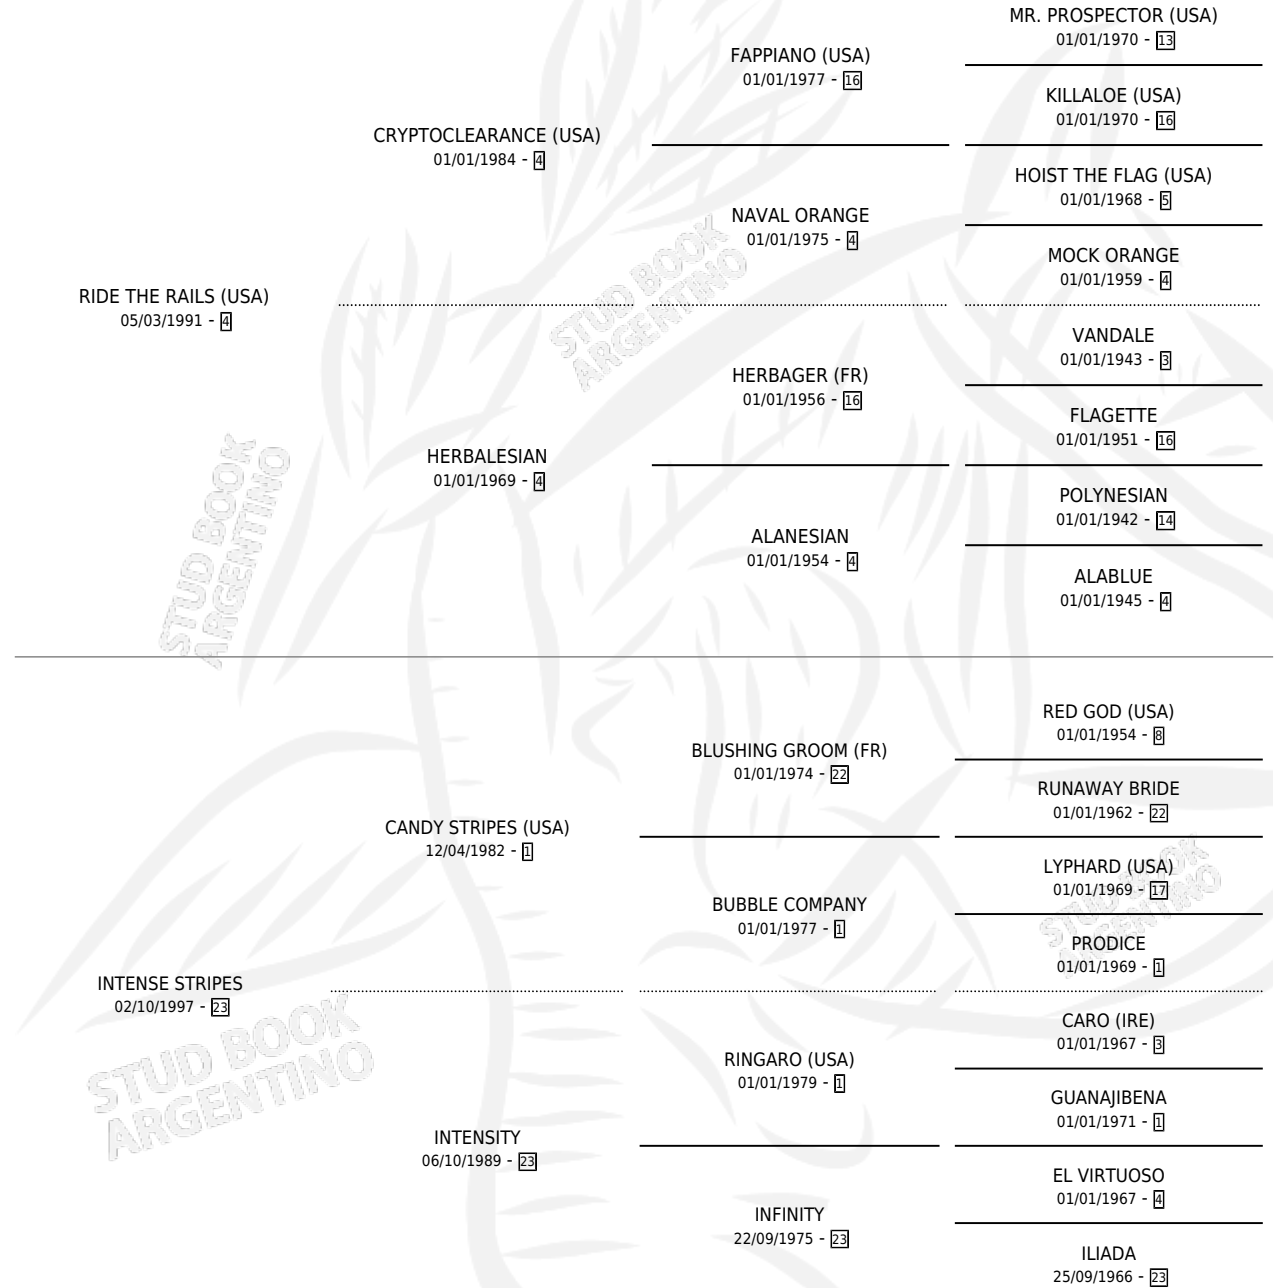 MR. PROSPECTOR (USA)
01/01/1970 - 13
FAPPIANO (USA)
01/01/1977 - 16
KILLALOE (USA)
01/01/1970 - 16
CRYPTOCLEARANCE (USA)
01/01/1984 - 4
HOIST THE FLAG (USA)
01/01/1968 - 5
NAVAL ORANGE
01/01/1975 - 4
MOCK ORANGE
01/01/1959 - 4
RIDE THE RAILS (USA)
05/03/1991 - 4
VANDALE
01/01/1943 - 3
HERBAGER (FR)
01/01/1956 - 16
FLAGETTE
01/01/1951 - 16
HERBALESIAN
01/01/1969 - 4
POLYNESIAN
01/01/1942 - 14
ALANESIAN
01/01/1954 - 4
ALABLUE
01/01/1945 - 4
RED GOD (USA)
01/01/1954 - 8
BLUSHING GROOM (FR)
01/01/1974 - 22
RUNAWAY BRIDE
01/01/1962 - 22
CANDY STRIPES (USA)
12/04/1982 - 1
LYPHARD (USA)
01/01/1969 - 17
BUBBLE COMPANY
01/01/1977 - 1
PRODICE
01/01/1969 - 1
INTENSE STRIPES
02/10/1997 - 23
CARO (IRE)
01/01/1967 - 3
RINGARO (USA)
01/01/1979 - 1
GUANAJIBENA
01/01/1971 - 1
INTENSITY
06/10/1989 - 23
EL VIRTUOSO
01/01/1967 - 4
INFINITY
22/09/1975 - 23
ILIADA
25/09/1966 - 23
STUD BOOK
ARGENTINO
STUD BOOK
ARGENTINO
STUD BOOK
ARGENTINO
STUD BOOK
ARGENTINO